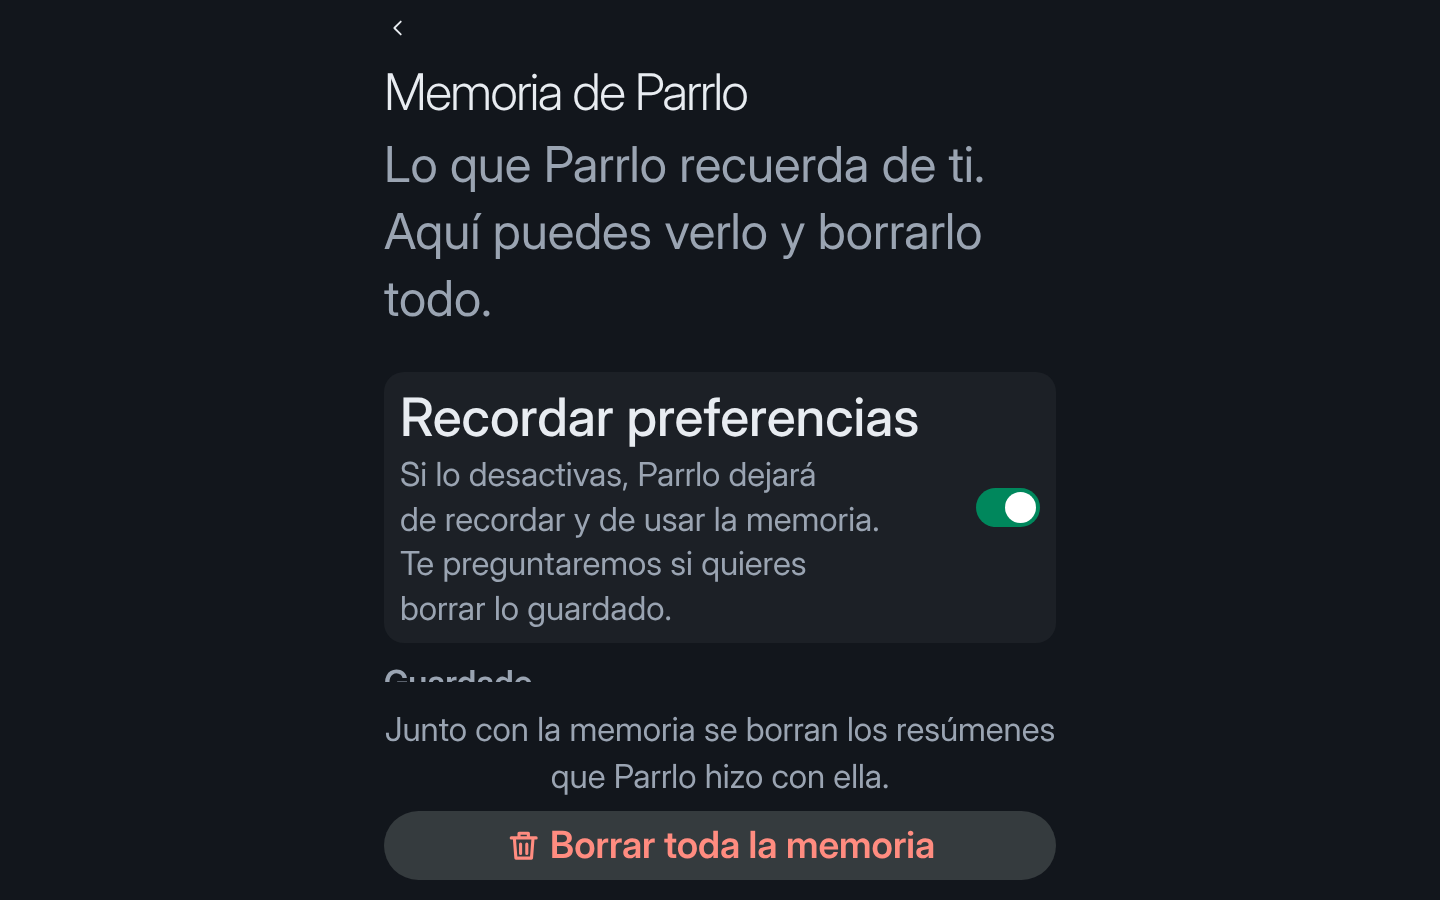 Memoria de Parrlo
Lo que Parrlo recuerda de ti.
Aquí puedes verlo y borrarlo
todo.
Recordar preferencias
Si lo desactivas, Parrlo dejará
de recordar y de usar la memoria.
Te preguntaremos si quieres
borrar lo guardado.
Guardado
Junto con la memoria se borran los resúmenes
que Parrlo hizo con ella.
Borrar toda la memoria